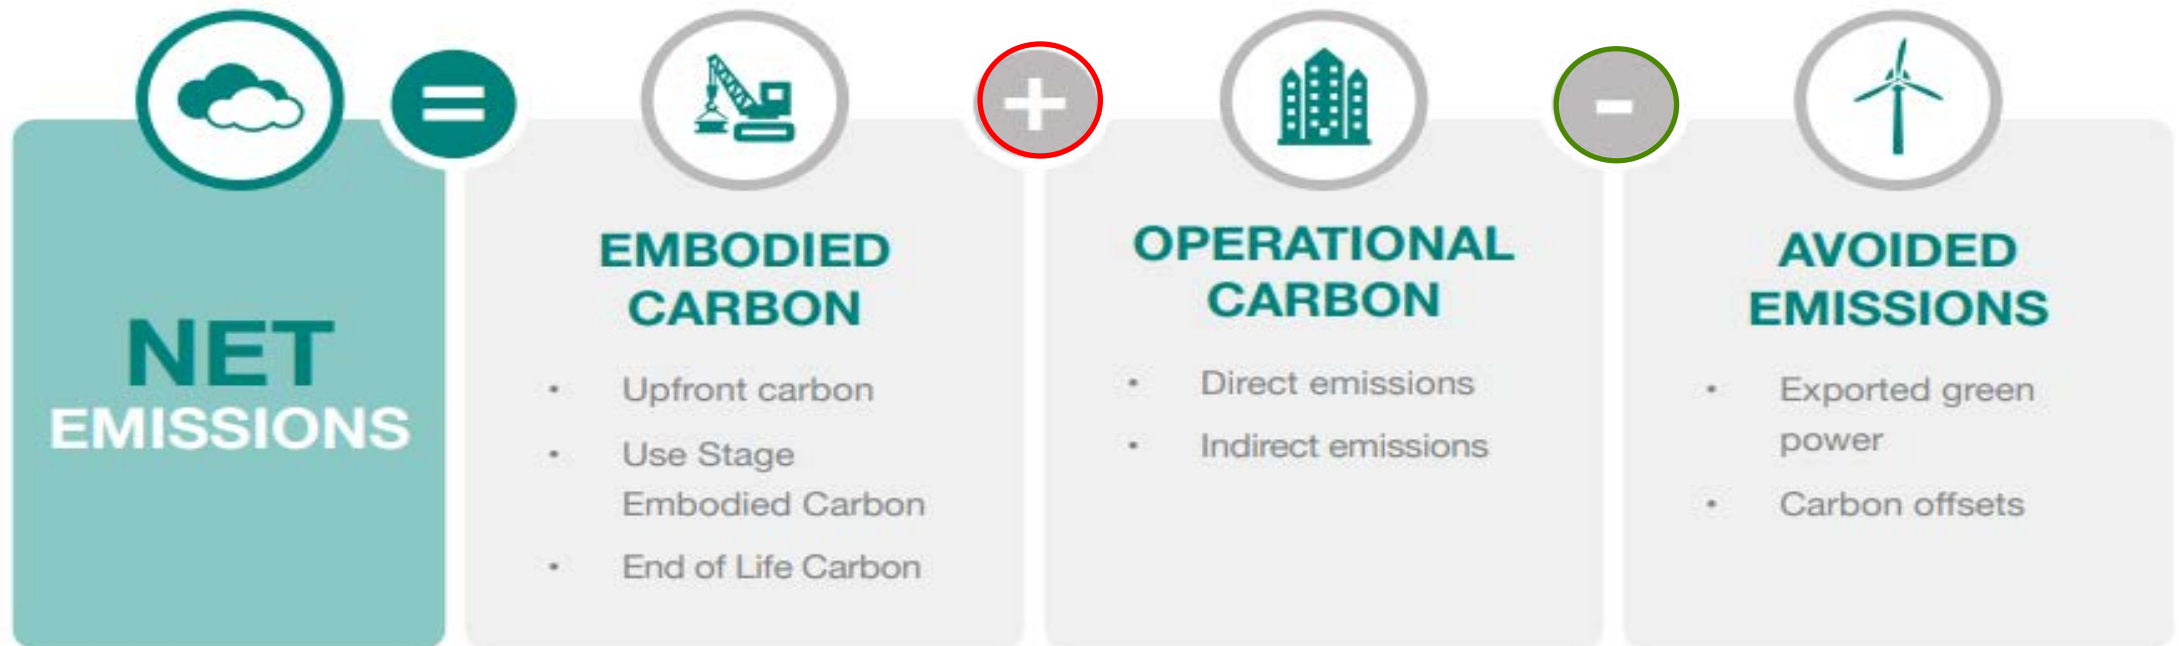 =
+
-
NET
EMISSIONS
EMBODIED
CARBON
• Upfront carbon
• Use Stage
Embodied Carbon
• End of Life Carbon
OPERATIONAL
CARBON
• Direct emissions
• Indirect emissions
AVOIDED
EMISSIONS
• Exported green
power
• Carbon offsets